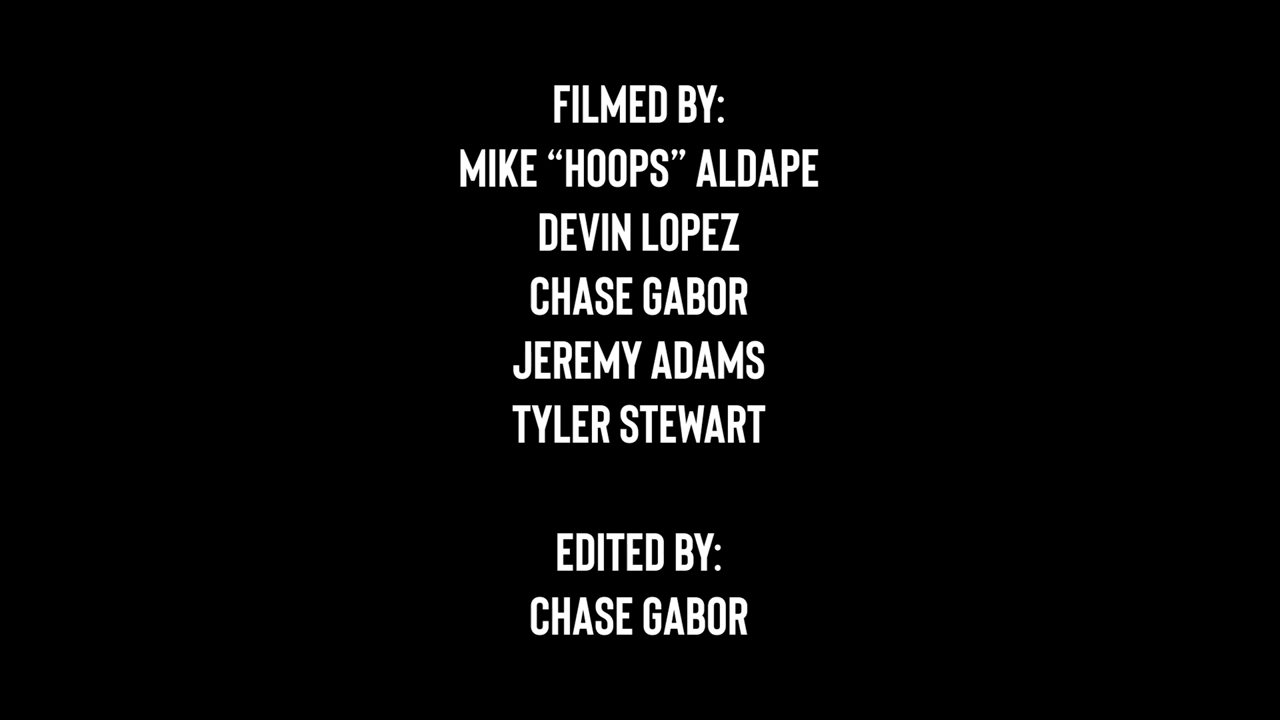 FILMED BY:
MIKE “HOOPS” ALDAPE
DEVIN LOPEZ
CHASE GABOR
JEREMY ADAMS
TYLER STEWART
EDITED BY:
CHASE GABOR